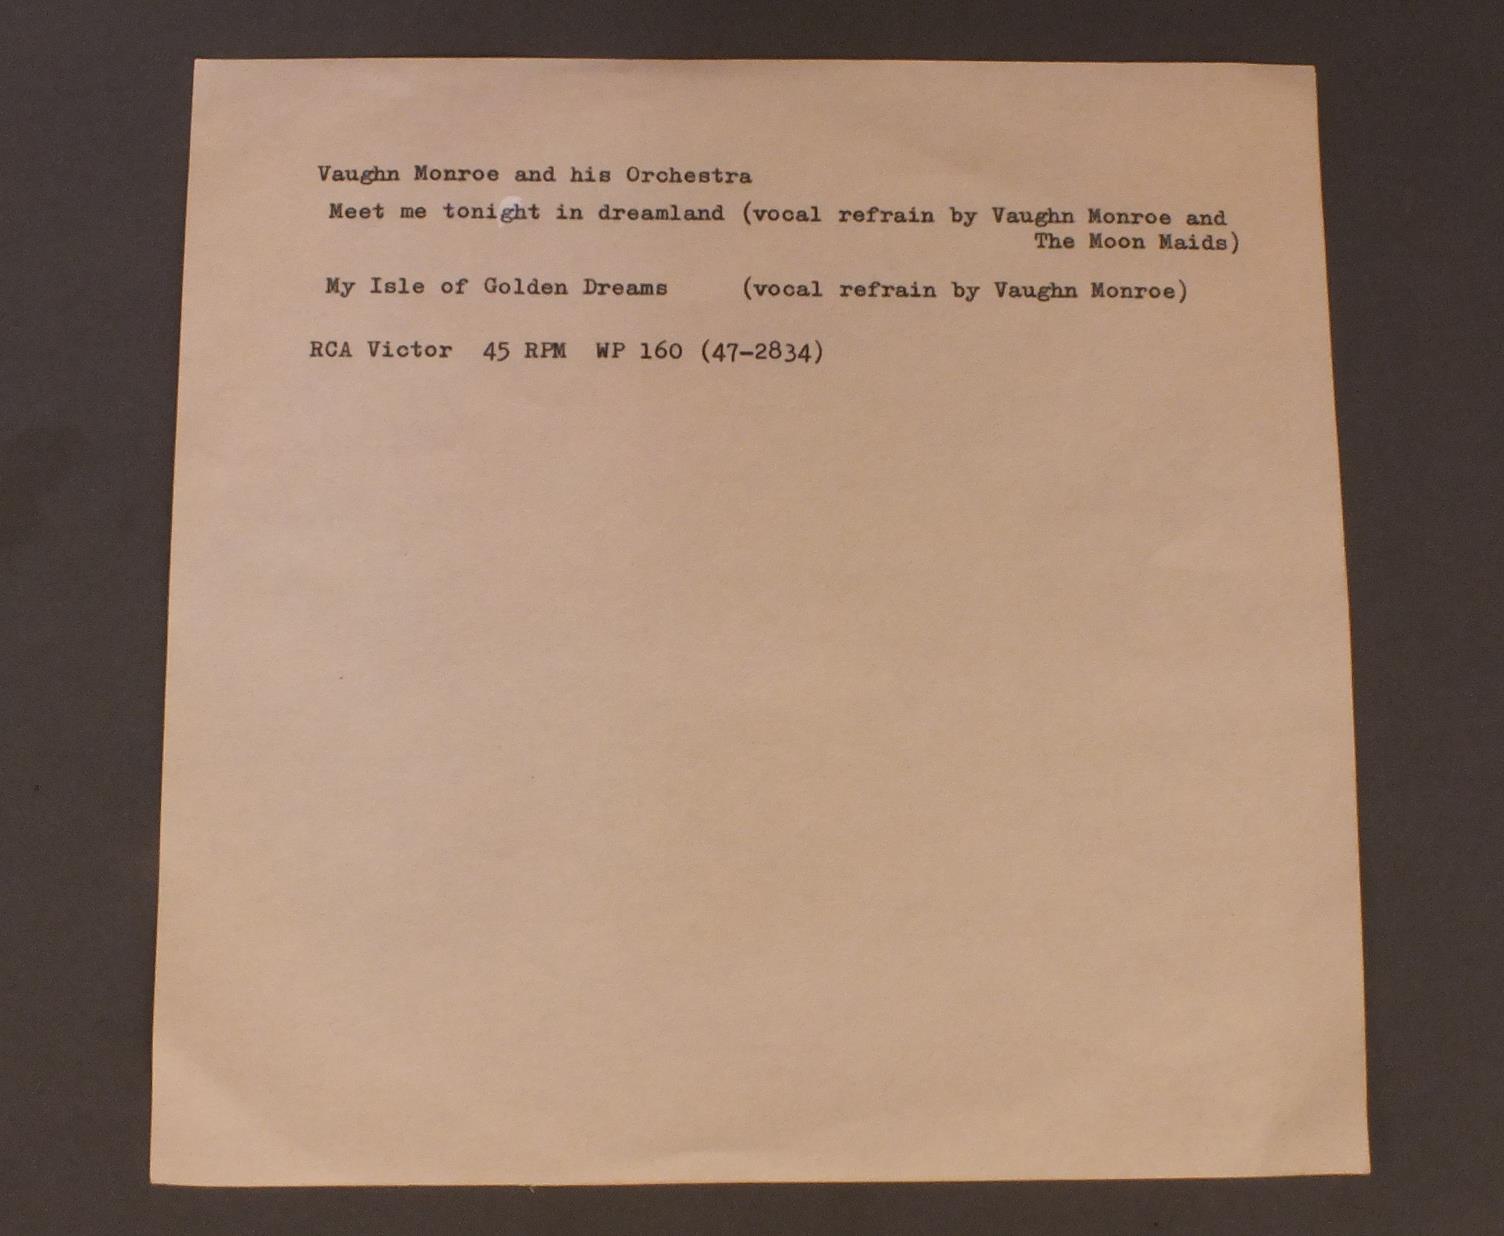 Vaughn Monroe and his Orchestra
Meet me tonight in dreamland (vocal refrain by Vaughn Monroe and
The Moon Maids)
My Isle of Golden Dreams (vocal refrain by Vaughn Monroe)
RCA Victor 45 RPM WP 160 (47-2834)